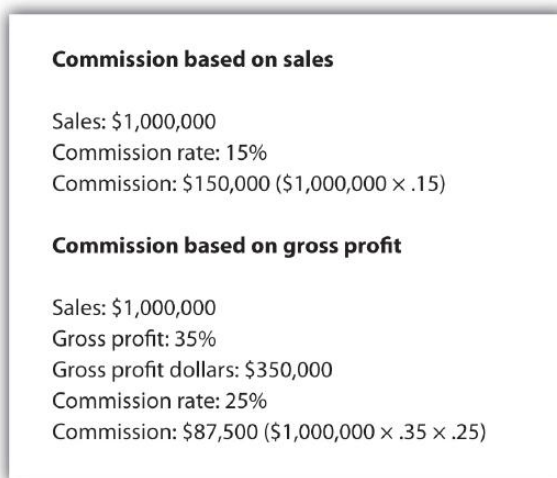 Commission based on sales
Sales: $1,000,000
Commission rate: 15%
Commission: $150,000 ($1,000,000 × .15)
Commission based on gross profit
Sales: $1,000,000
Gross profit: 35%
Gross profit dollars: $350,000
Commission rate: 25%
Commission: $87,500 ($1,000,000 × .35 × .25)